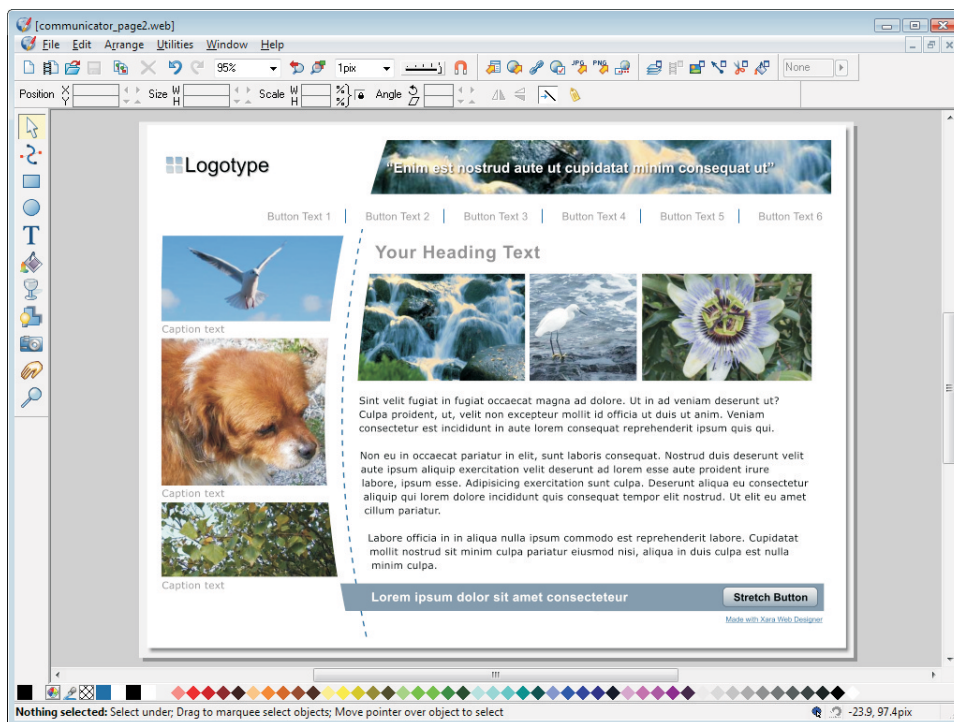 [communicator_page2.web]
File Edit Arrange Utilities Window Help
95% 1pix JPG PNG None
Position X Y Size W H Scale W H % % Angle
Logotype
“Enim est nostrud aute ut cupidatat minim consequat ut”
Button Text 1 Button Text 2 Button Text 3 Button Text 4 Button Text 5 Button Text 6
Your Heading Text
Caption text
Caption text
Caption text
Sint velit fugiat in fugiat occaecat magna ad dolore. Ut in ad veniam deserunt ut?
Culpa proident, ut, velit non excepteur mollit id officia ut duis ut anim. Veniam
consectetur est incididunt in aute lorem consequat reprehenderit ipsum quis qui.
Non eu in occaecat pariatur in elit, sunt laboris consequat. Nostrud duis deserunt velit
aute ipsum aliquip exercitation velit deserunt ad lorem esse aute proident irure
labore, ipsum esse. Adipisicing exercitation sunt culpa. Deserunt aliqua eu consectetur
aliquip qui lorem dolore incididunt quis consequat tempor elit nostrud. Ut elit eu amet
cillum pariatur.
Labore officia in in aliqua nulla ipsum commodo est reprehenderit labore. Cupidatat
mollit nostrud sit minim culpa pariatur eiusmod nisi, aliqua in duis culpa est nulla
minim culpa.
Lorem ipsum dolor sit amet consecteteur
Stretch Button
Made with Xara Web Designer
Nothing selected: Select under; Drag to marquee select objects; Move pointer over object to select
-23.9, 97.4pix